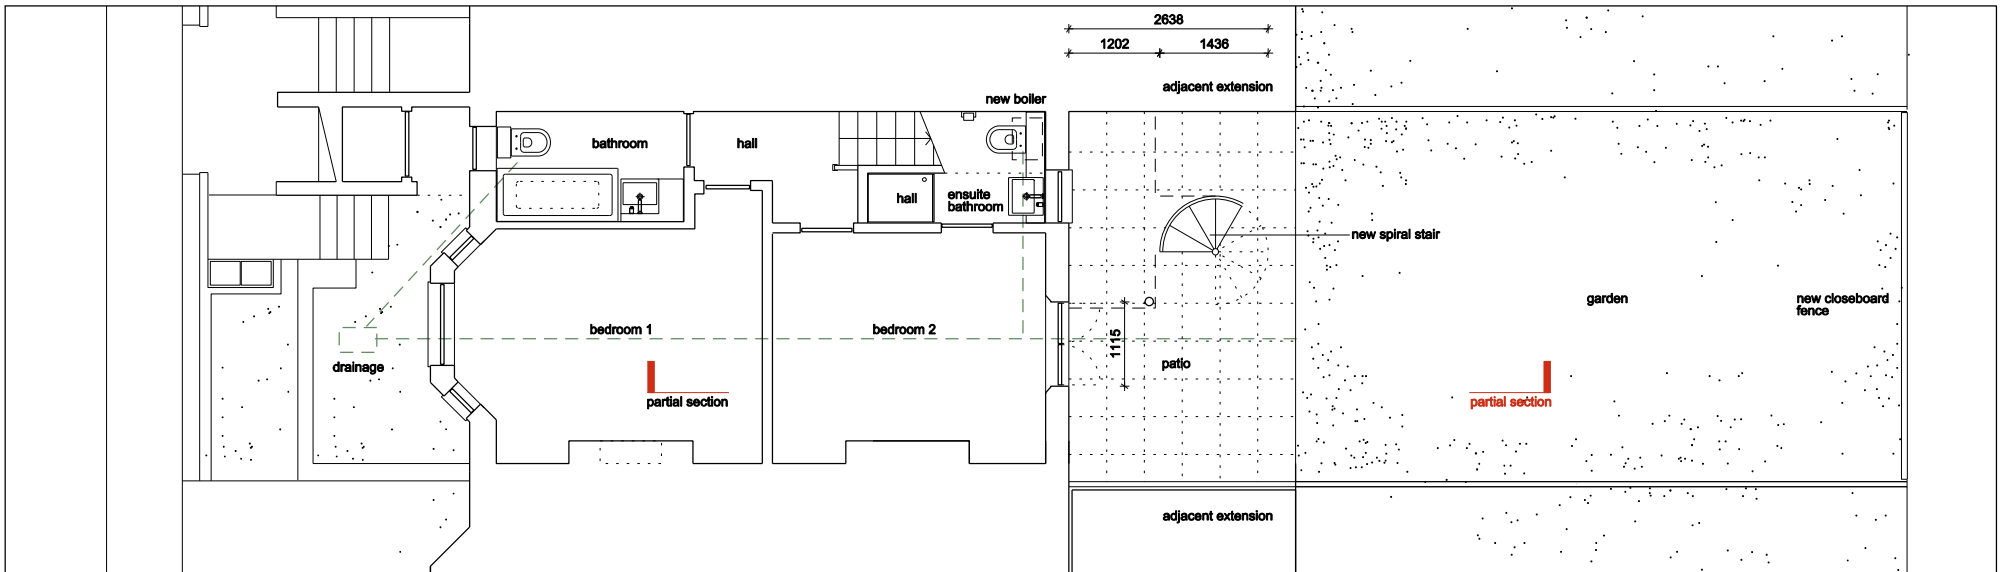 2638
1202
1436
adjacent extension
new boiler
bathroom
hall
hall
ensuite
bathroom
new spiral stair
garden
new closeboard
fence
bedroom 1
bedroom 2
1115
drainage
patio
partial section
partial section
adjacent extension